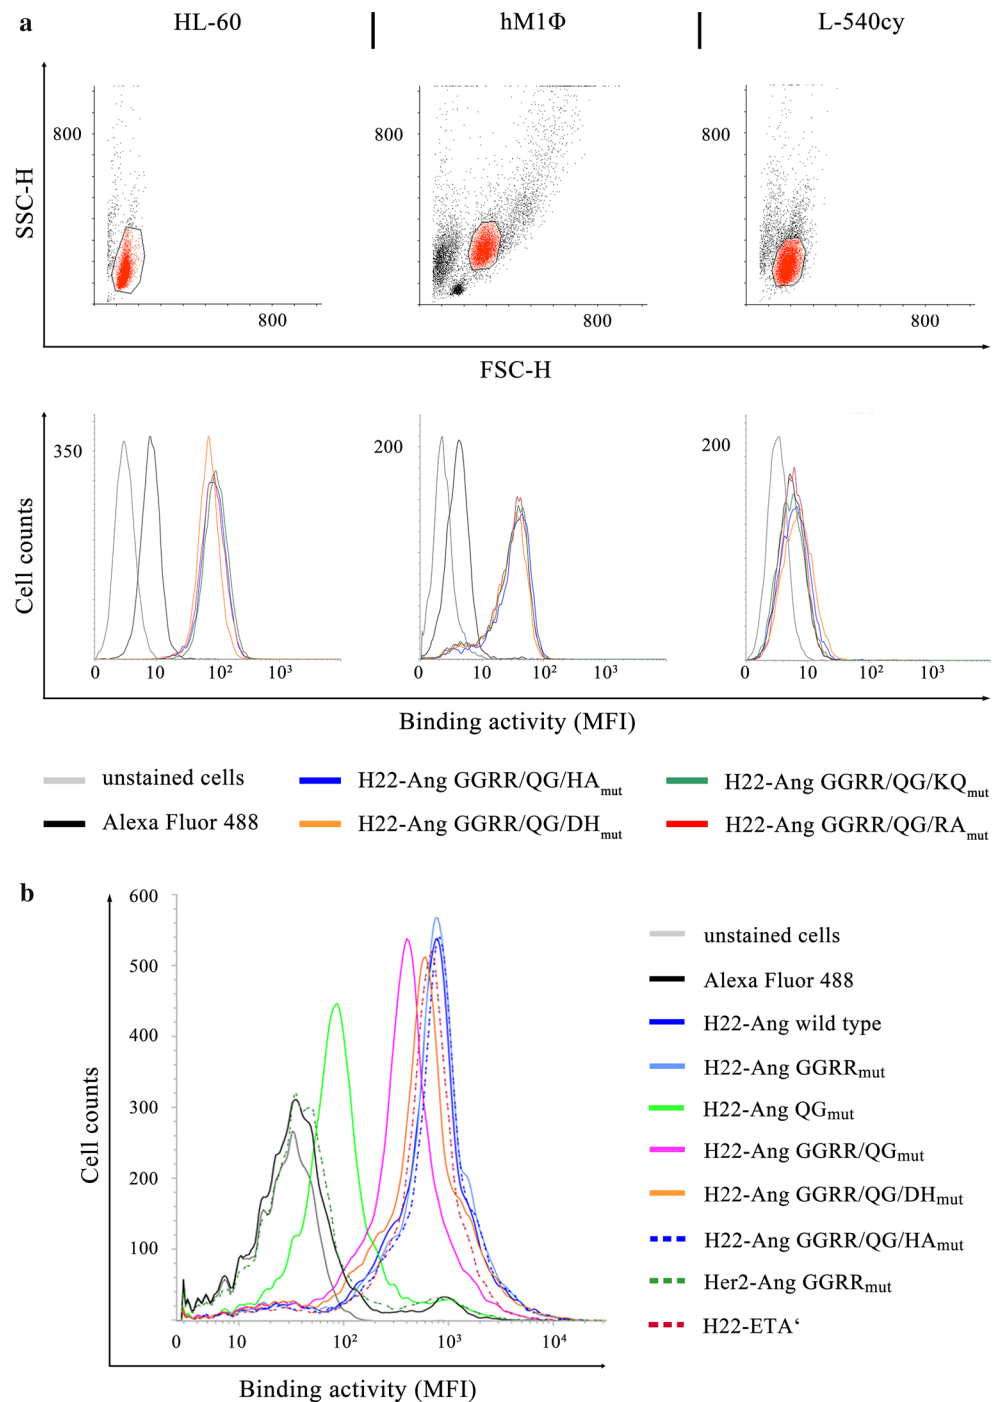 a
HL-60
hM1Φ
L-540cy
SSC-H
800
800
800
800
800
800
FSC-H
Cell counts
350
200
200
0 10 10² 10³
0 10 10² 10³
0 10 10² 10³
Binding activity (MFI)
unstained cells
H22-Ang GGRR/QG/HAmut
H22-Ang GGRR/QG/KQmut
Alexa Fluor 488
H22-Ang GGRR/QG/DHmut
H22-Ang GGRR/QG/RAmut
b
Cell counts
600
500
400
300
200
100
0 10 10² 10³ 10⁴
Binding activity (MFI)
unstained cells
Alexa Fluor 488
H22-Ang wild type
H22-Ang GGRRmut
H22-Ang QGmut
H22-Ang GGRR/QGmut
H22-Ang GGRR/QG/DHmut
H22-Ang GGRR/QG/HAmut
Her2-Ang GGRRmut
H22-ETA‘